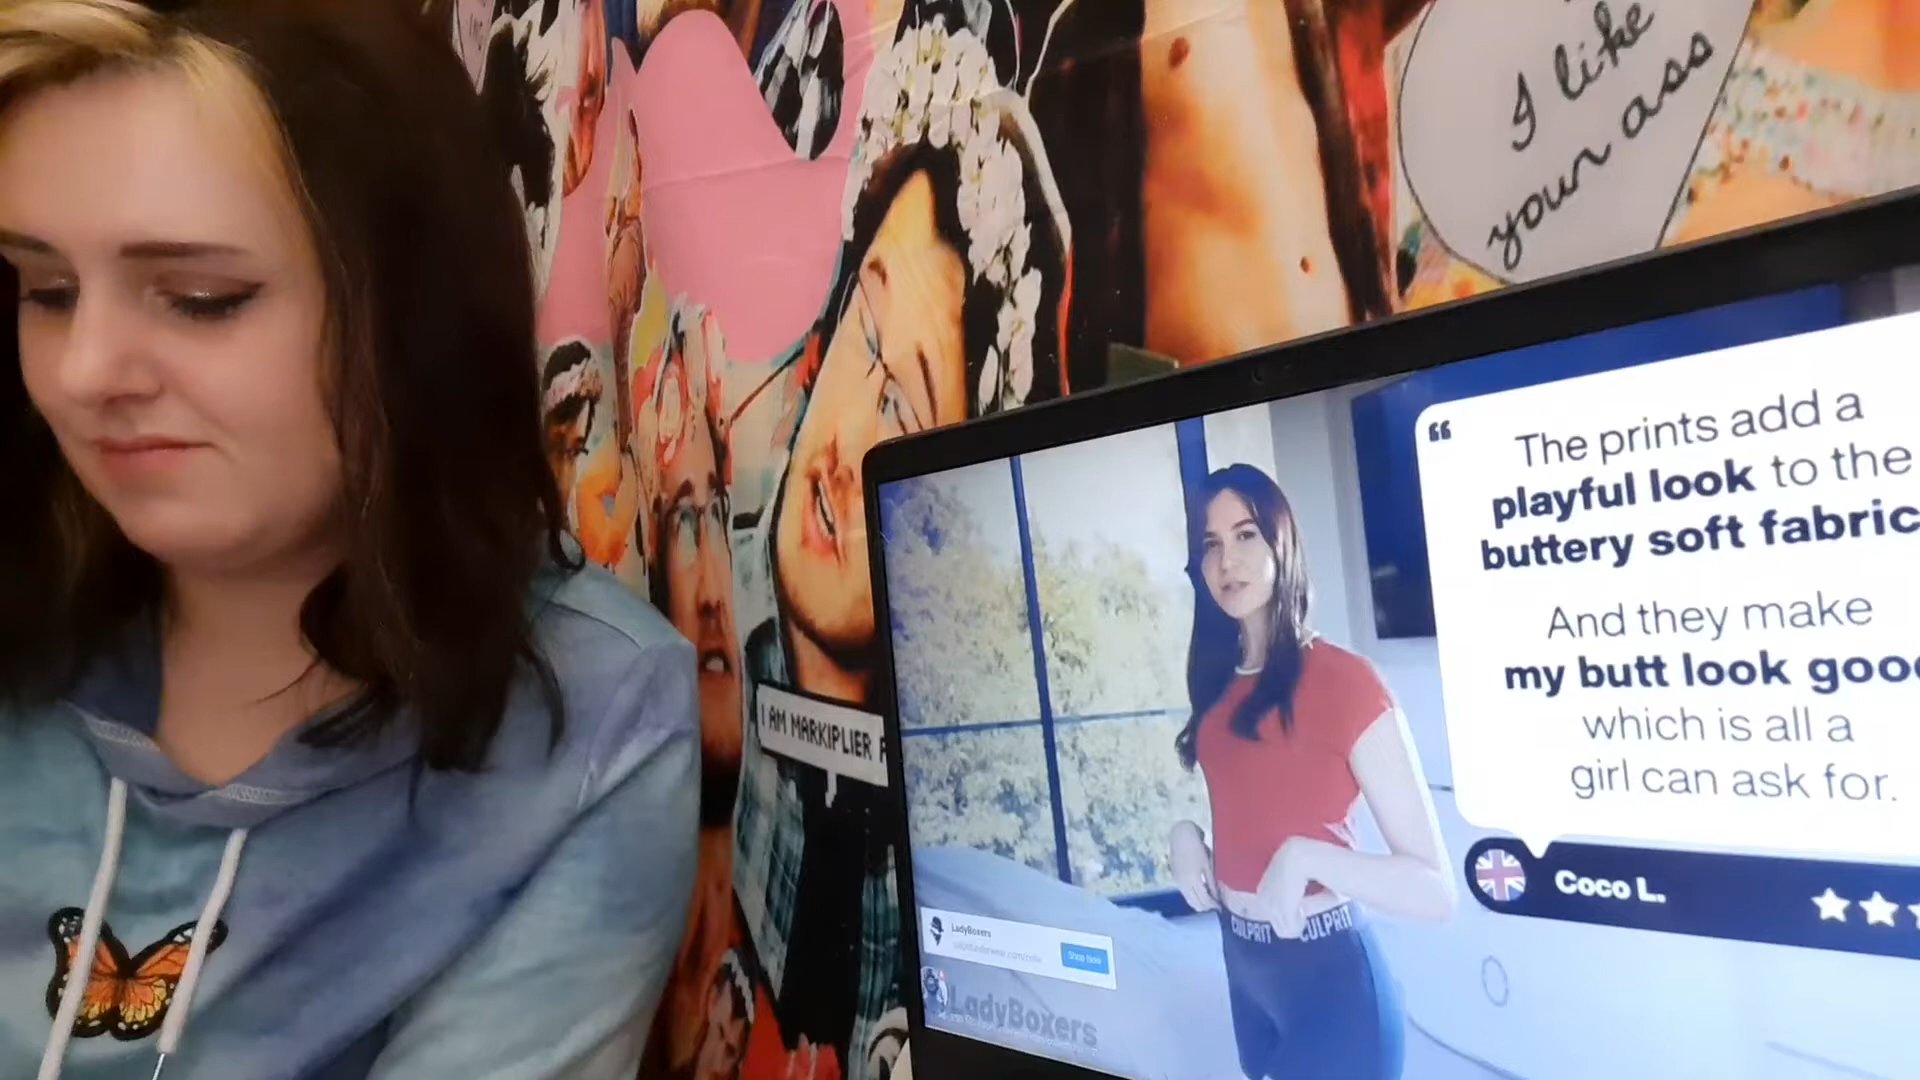 I like
your ass
I AM MARKIPLIER
“ The prints add a
playful look to the
buttery soft fabric
And they make
my butt look good
which is all a
girl can ask for.
Coco L.
CULPRIT CULPRIT
LadyBoxers
Shop Now
LadyBoxers